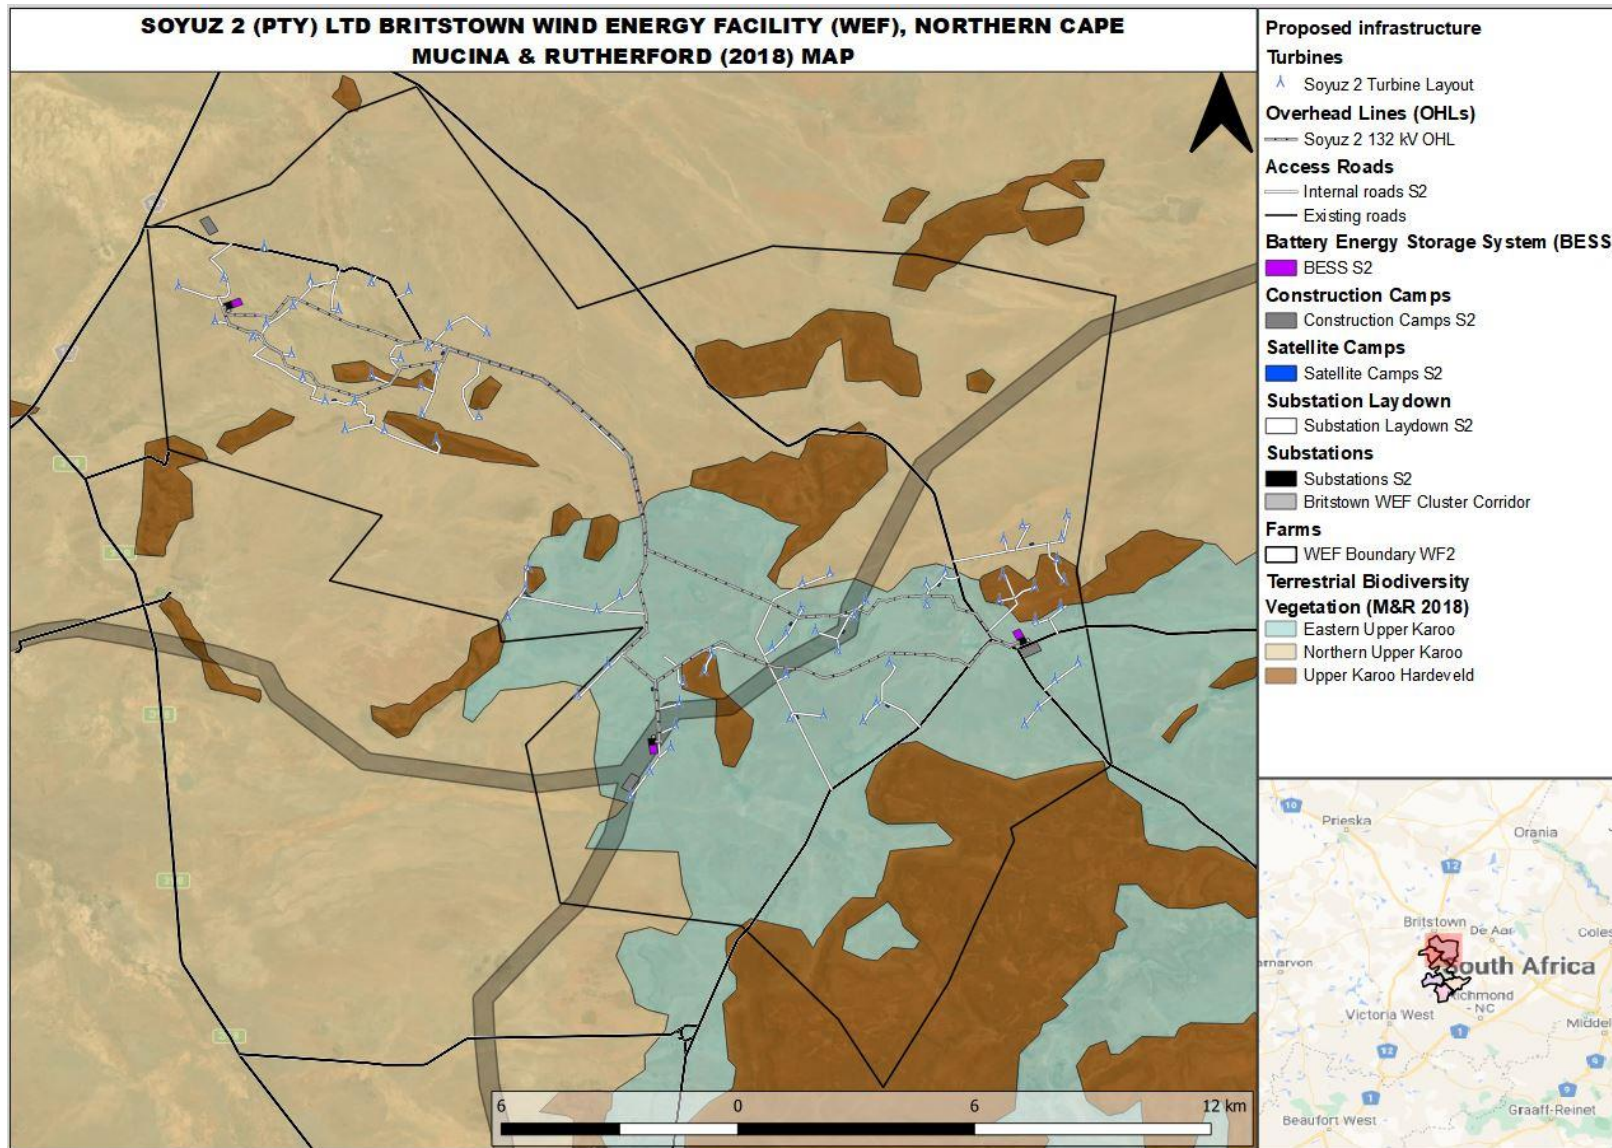 SOYUZ 2 (PTY) LTD BRITSTOWN WIND ENERGY FACILITY (WEF), NORTHERN CAPE
MUCINA & RUTHERFORD (2018) MAP
Proposed infrastructure
Turbines
Soyuz 2 Turbine Layout
Overhead Lines (OHLs)
Soyuz 2 132 kV OHL
Access Roads
Internal roads S2
Existing roads
Battery Energy Storage System (BESS
BESS S2
Construction Camps
Construction Camps S2
Satellite Camps
Satellite Camps S2
Substation Laydown
Substation Laydown S2
Substations
Substations S2
Britstown WEF Cluster Corridor
Farms
WEF Boundary WF2
Terrestrial Biodiversity
Vegetation (M&R 2018)
Eastern Upper Karoo
Northern Upper Karoo
Upper Karoo Hardeveld
6 0 6 12 km
10
Prieska
Orania
12
Britstown
De Aar
Coles
arnarvon
South Africa
ichmond
- NC
Victoria West
Middel
1
12
9
9
1
Graaff-Reinet
Beaufort West